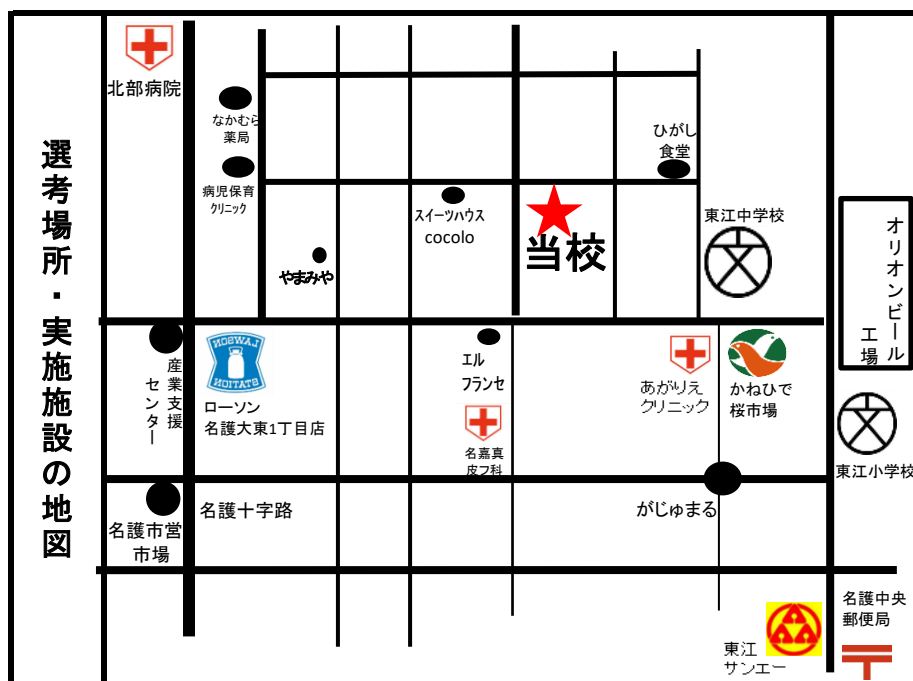 選考場所・実施施設の地図
北部病院
なかむら
薬局
病児保育
クリニック
やまみや
スイーツハウス
cocolo
当校
ひがし
食堂
東江中学校
オリオンビール
工場
産業支援
センター
LAWSON
STATION
ローソン
名護大東1丁目店
エル
フランセ
名嘉真
皮フ科
あがりえ
クリニック
かねひで
桜市場
東江小学校
名護市営
市場
名護十字路
がじゅまる
東江
サンエー
名護中央
郵便局